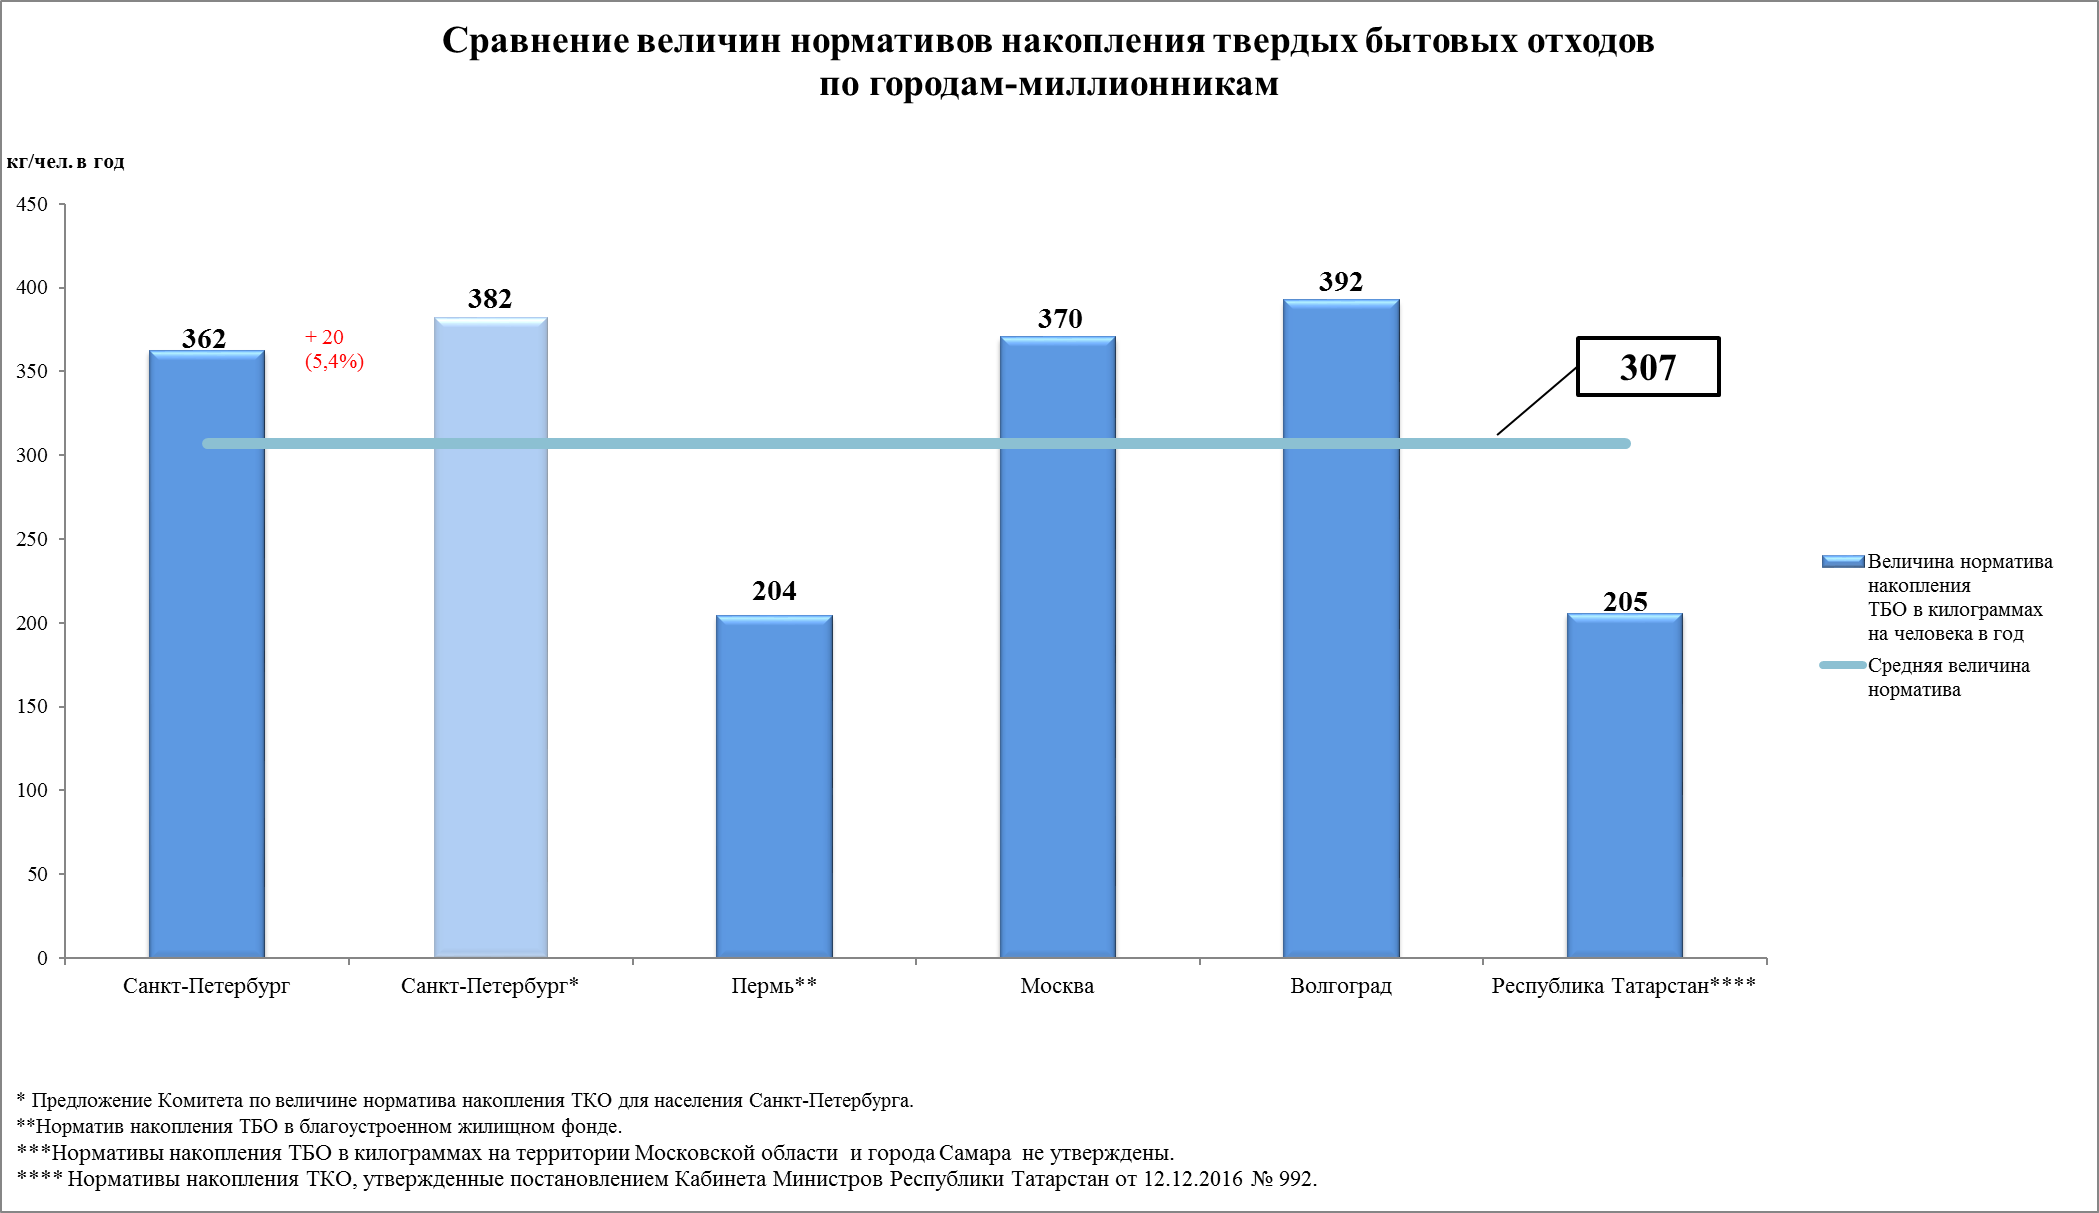 Сравнение величин нормативов накопления твердых бытовых отходов
по городам-миллионникам
кг/чел. в год
450
400
350
300
250
200
150
100
50
0
362
+ 20
(5,4%)
382
204
370
392
205
307
Санкт-Петербург
Санкт-Петербург*
Пермь**
Москва
Волгоград
Республика Татарстан****
Величина норматива
накопления
ТБО в килограммах
на человека в год
Средняя величина
норматива
* Предложение Комитета по величине норматива накопления ТКО для населения Санкт-Петербурга.
**Норматив накопления ТБО в благоустроенном жилищном фонде.
***Нормативы накопления ТБО в килограммах на территории Московской области и города Самара не утверждены.
**** Нормативы накопления ТКО, утвержденные постановлением Кабинета Министров Республики Татарстан от 12.12.2016 № 992.